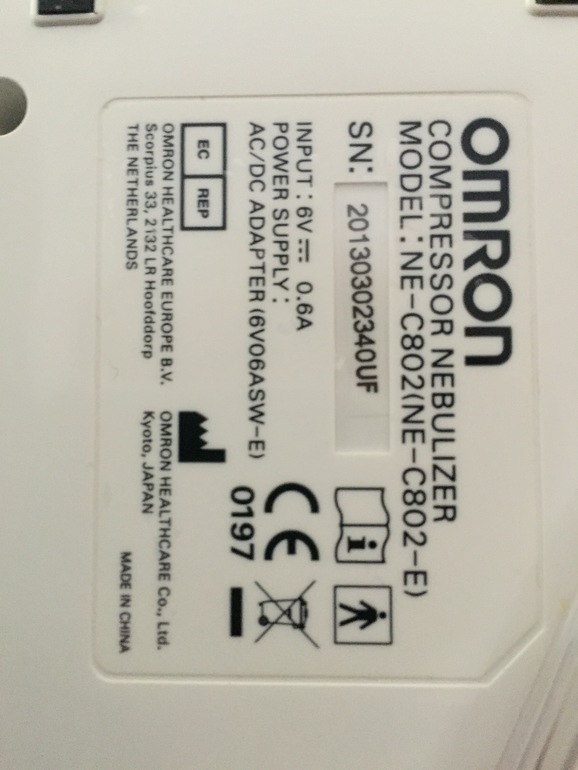 OMRON
COMPRESSOR NEBULIZER
MODEL : NE-C802(NE-C802-E)
SN: 20130302340UF
INPUT : 6V⎓ 0.6A
POWER SUPPLY :
AC/DC ADAPTER (6V06ASW-E)
CE
0197
EC REP
OMRON HEALTHCARE EUROPE B.V.
Scorpius 33, 2132 LR Hoofddorp
THE NETHERLANDS
OMRON HEALTHCARE Co., Ltd.
Kyoto, JAPAN
MADE IN CHINA